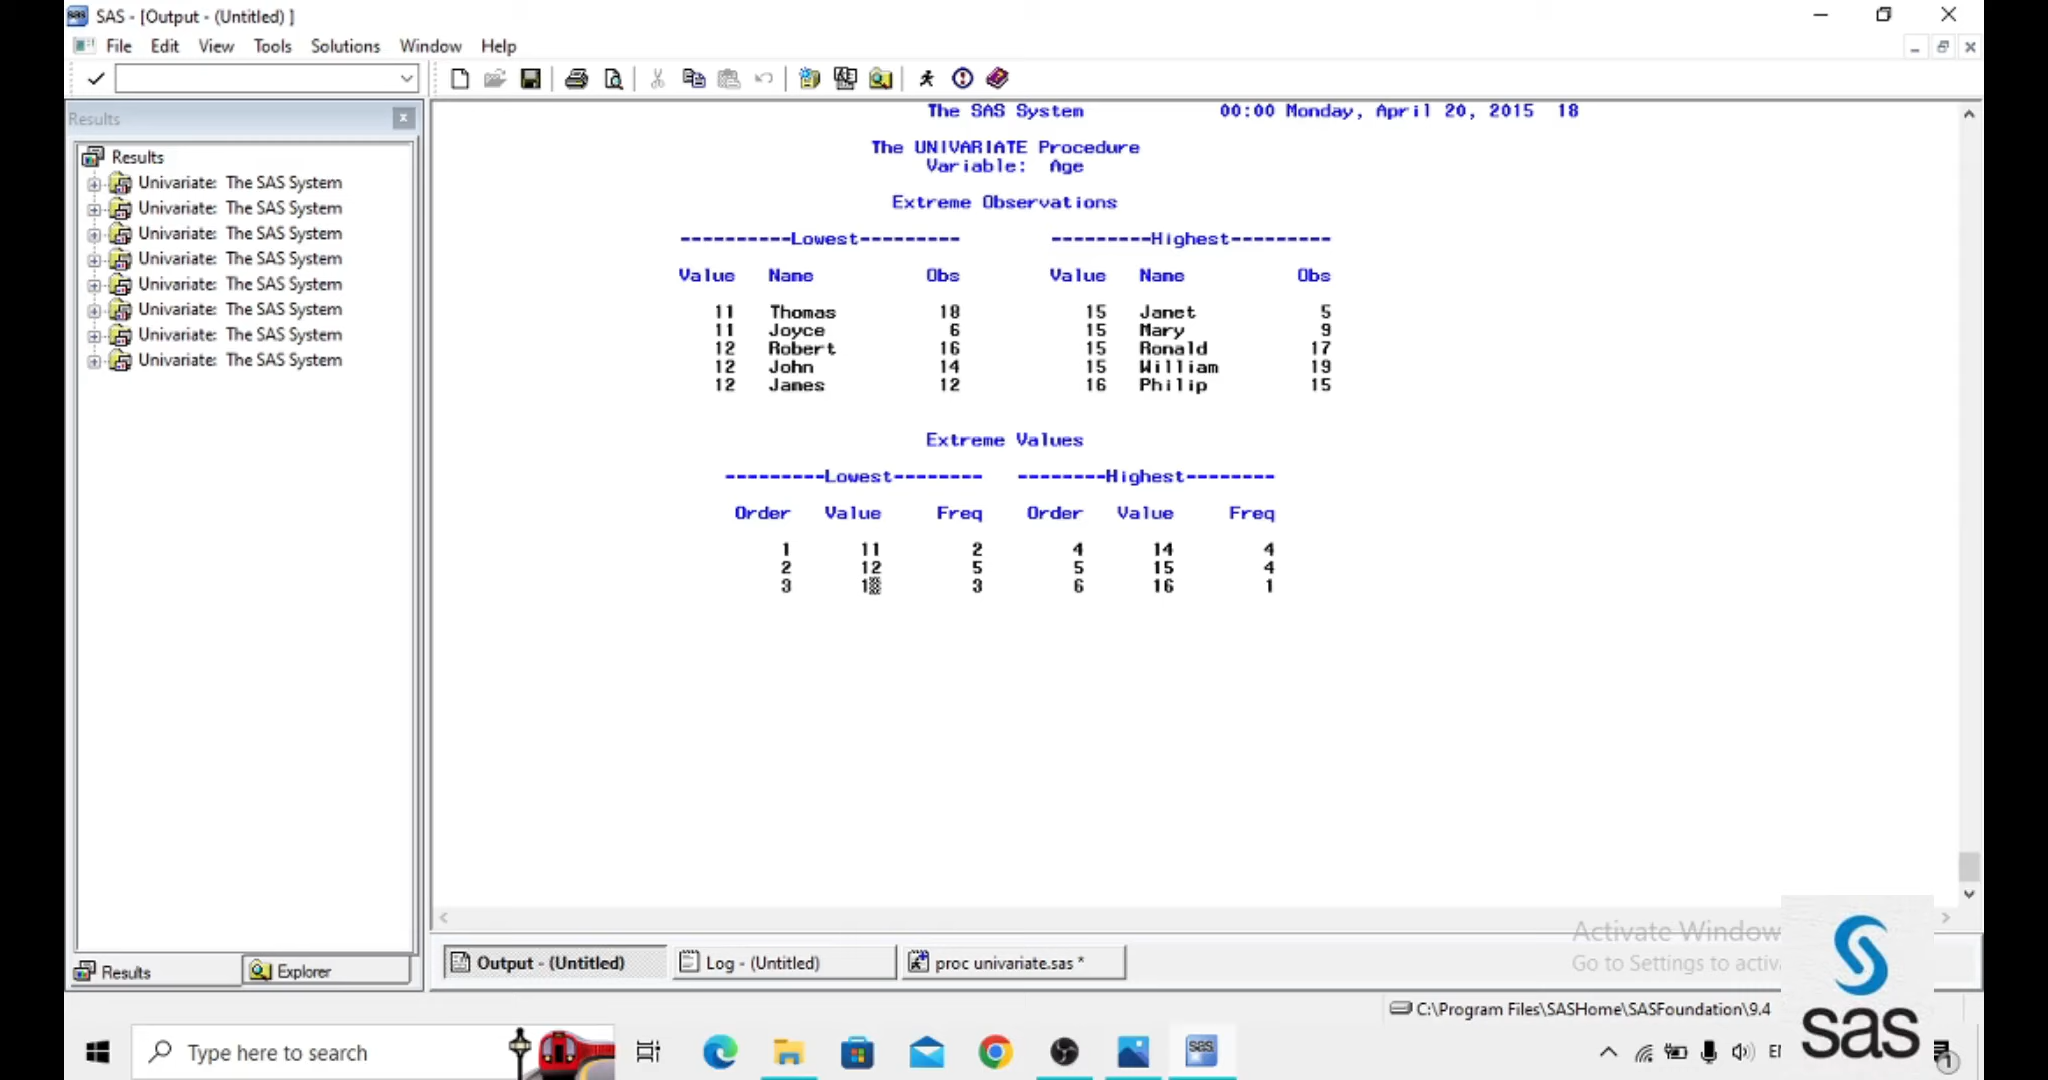 SAS - [Output - (Untitled) ]
File Edit View Tools Solutions Window Help
Results
Results
Univariate: The SAS System
Univariate: The SAS System
Univariate: The SAS System
Univariate: The SAS System
Univariate: The SAS System
Univariate: The SAS System
Univariate: The SAS System
Univariate: The SAS System
The SAS System 00:00 Monday, April 20, 2015 18
The UNIVARIATE Procedure
Variable: Age
Extreme Observations
----------Lowest--------- ---------Highest---------
Value Name Obs Value Name Obs
11 Thomas 18 15 Janet 5
11 Joyce 6 15 Mary 9
12 Robert 16 15 Ronald 17
12 John 14 15 William 19
12 James 12 16 Philip 15
Extreme Values
---------Lowest-------- --------Highest--------
Order Value Freq Order Value Freq
1 11 2 4 14 4
2 12 5 5 15 4
3 3 6 16 1
Results Explorer
Output - (Untitled) Log - (Untitled) proc univariate.sas *
Activate Window
Go to Settings to
C:\Program Files\SASHome\SASFoundation\9.4
sas
Type here to search
SAS
1